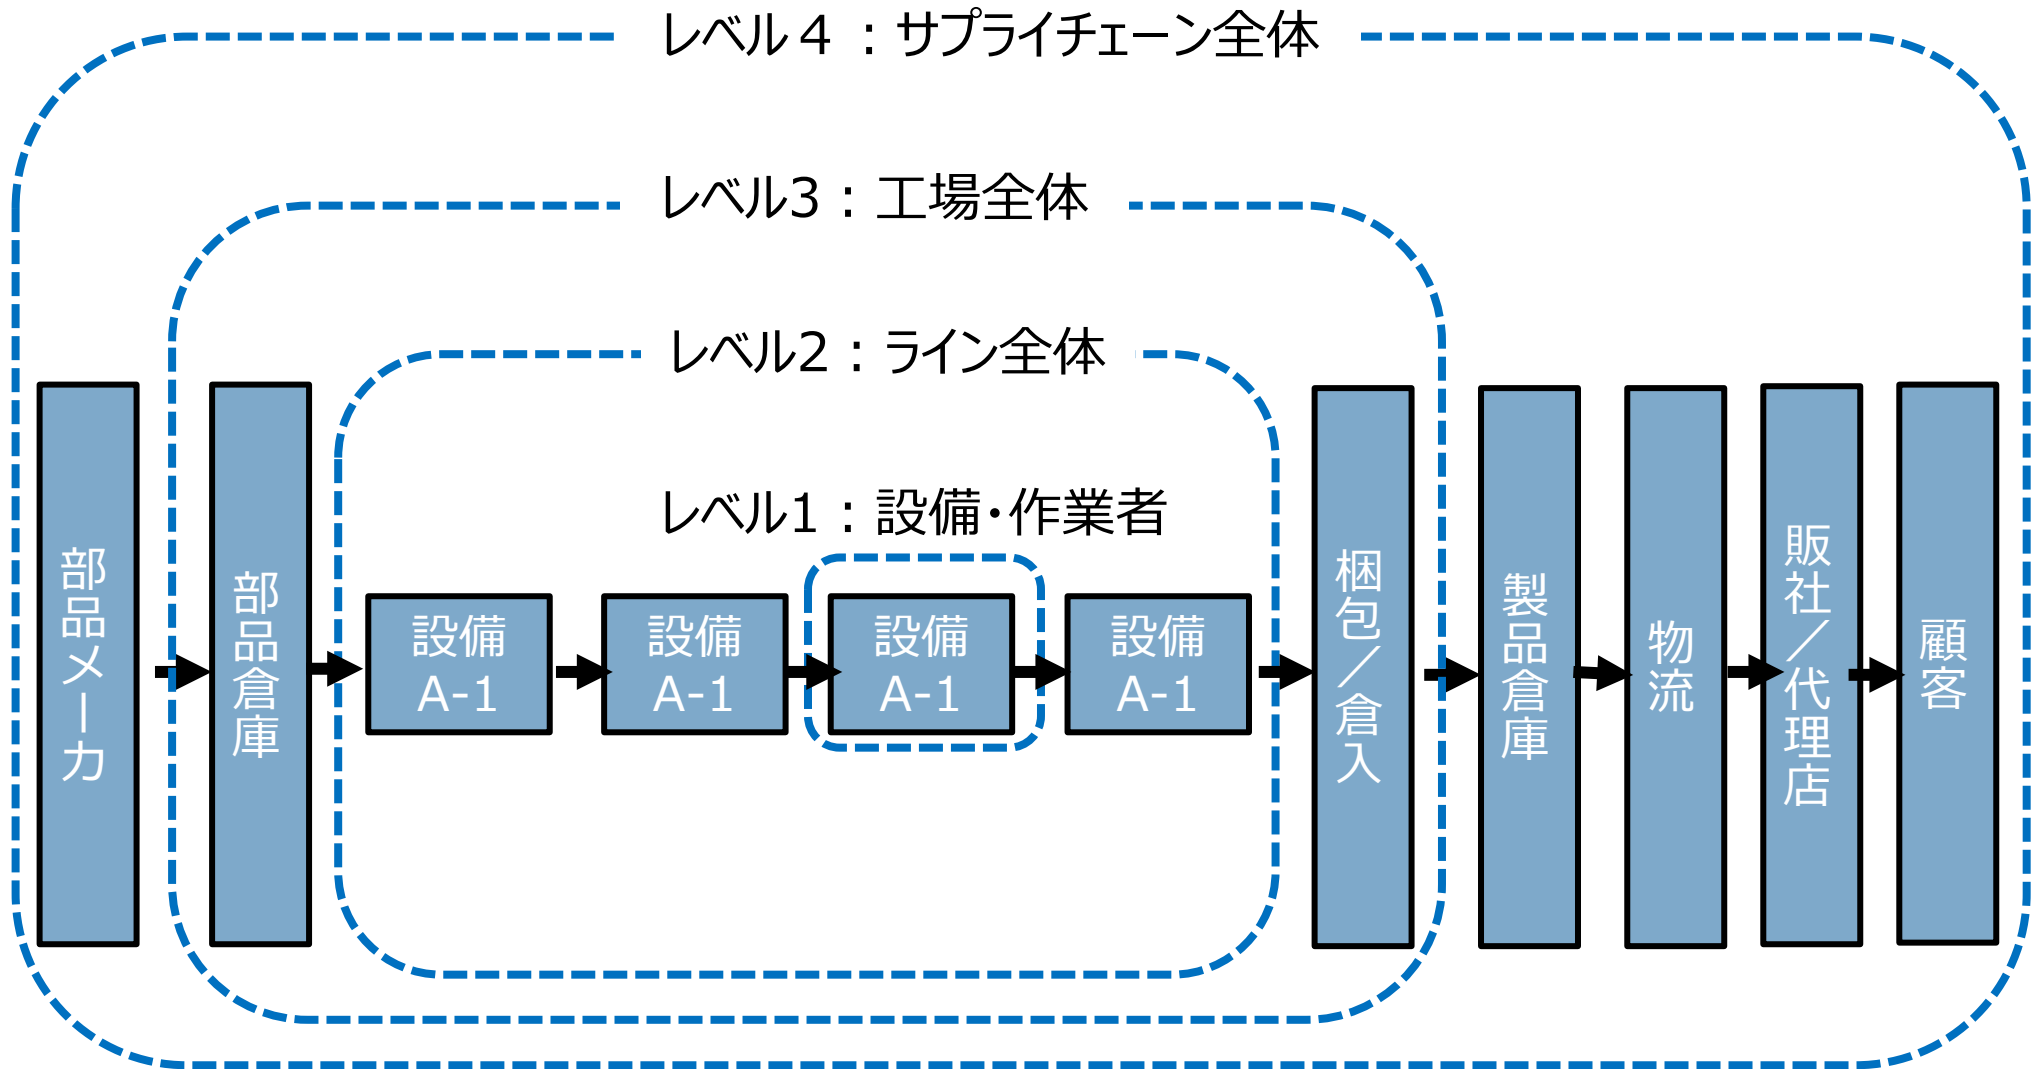 レベル４：サプライチェーン全体
レベル3：工場全体
レベル2：ライン全体
レベル1：設備・作業者
部品メーカ
部品倉庫
設備
A-1
設備
A-1
設備
A-1
設備
A-1
梱包／倉入
製品倉庫
物流
販社／代理店
顧客